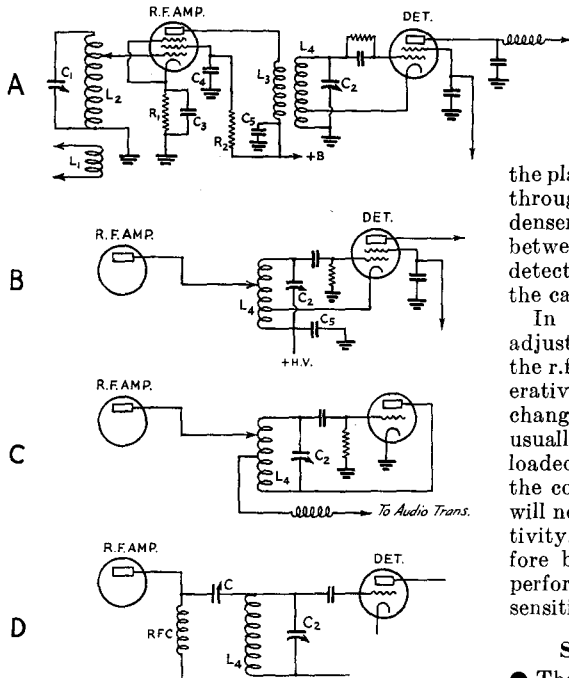 R.F. AMP.
DET.
A
C1
L2
L1
R1
C3
C4
R2
C5
L3
L4
C2
+B
B
R.F. AMP.
DET.
L4
C2
C5
+H.V.
C
R.F. AMP.
L4
C2
To Audio Trans.
D
R.F. AMP.
DET.
C
RFC
L4
C2
the pla
throug
denser
betwe
detect
the ca
In
adjust
the r.f
erativ
chang
usuall
loaded
the co
will ne
tivity.
fore b
perfor
sensiti
S
● The